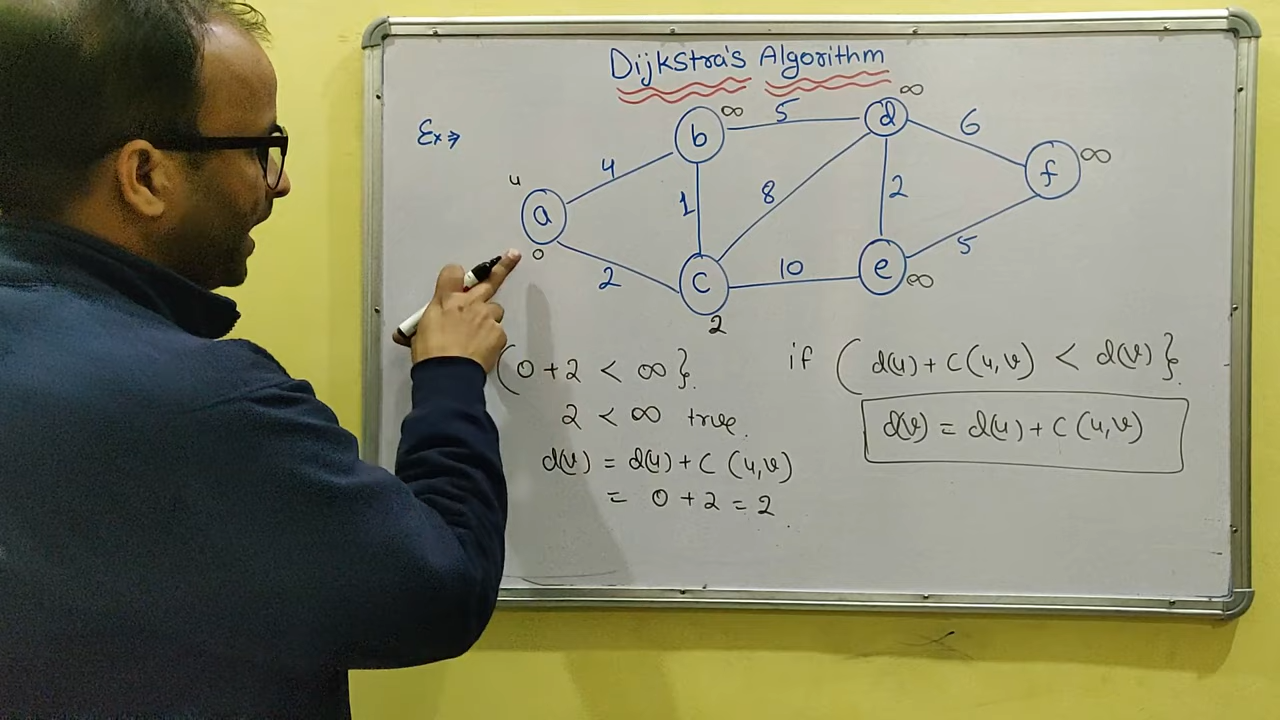 Dijkstra's Algorithm
Ex⇒
∞ 5 ∞
b d 6
4 f ∞
u 1 8 2
a
0 2 c 10 e 5
∞
2
(0+2 < ∞}.
if ( d(u) + C(u,v) < d(v)}.
2 < ∞ true.
d(v) = d(u) + C(u,v)
d(v) = d(u) + C (u,v)
= 0 + 2 = 2